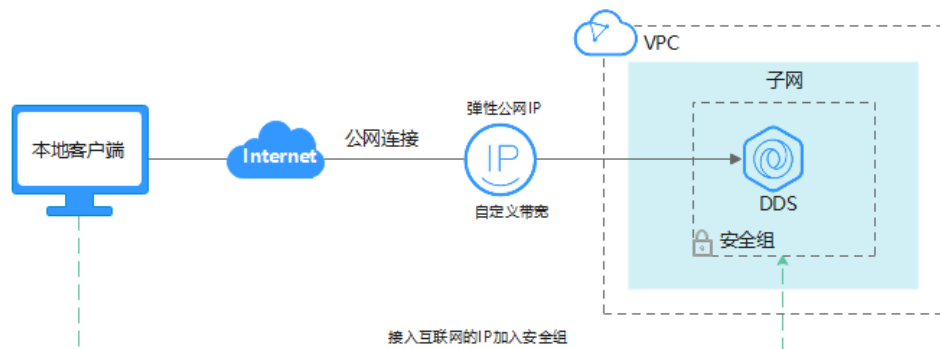 VPC
子网
弹性公网IP
本地客户端
Internet
公网连接
IP
自定义带宽
DDS
安全组
接入互联网的IP加入安全组